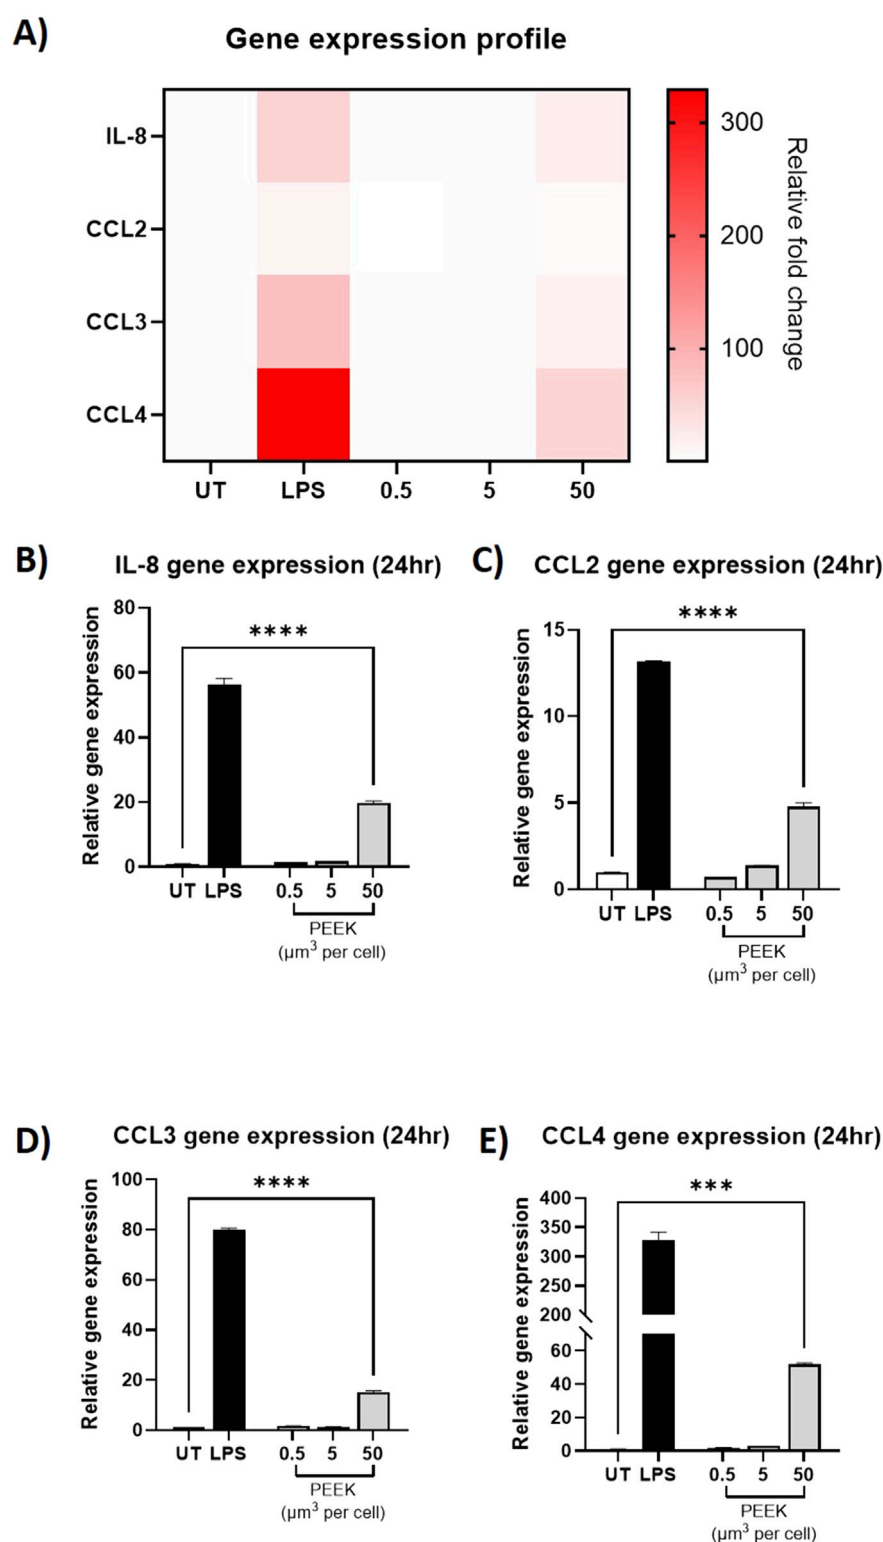 A)
Gene expression profile
IL-8
CCL2
CCL3
CCL4
UT LPS 0.5 5 50
300
200
100
Relative fold change
B)
IL-8 gene expression (24hr)
****
Relative gene expression
80
60
40
20
0
UT LPS 0.5 5 50
PEEK
(µm³ per cell)
C)
CCL2 gene expression (24hr)
****
Relative gene expression
15
10
5
0
UT LPS 0.5 5 50
PEEK
(µm³ per cell)
D)
CCL3 gene expression (24hr)
****
Relative gene expression
100
80
60
40
20
0
UT LPS 0.5 5 50
PEEK
(µm³ per cell)
E)
CCL4 gene expression (24hr)
***
Relative gene expression
400
350
300
250
200
60
40
20
0
UT LPS 0.5 5 50
PEEK
(µm³ per cell)